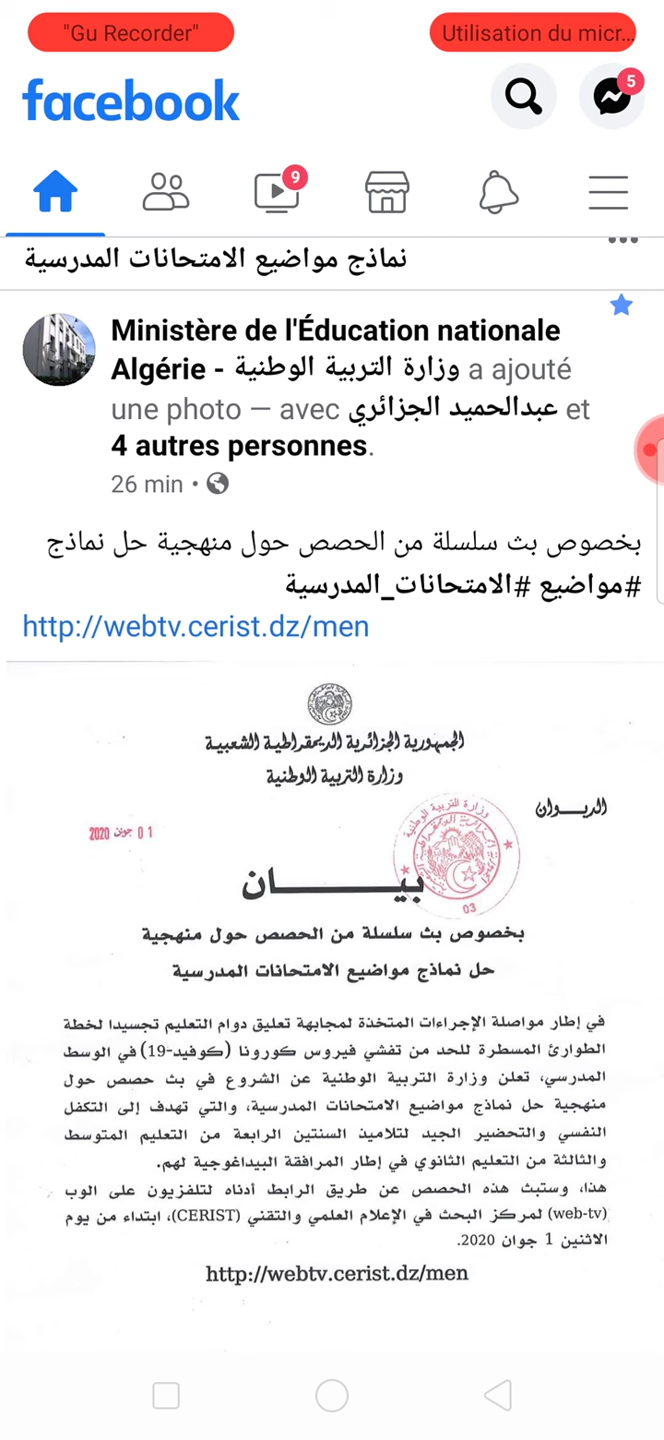 "Gu Recorder"
Utilisation du micr...
facebook
5
9
نماذج مواضيع الامتحانات المدرسية
Ministère de l'Éducation nationale
Algérie - وزارة التربية الوطنية a ajouté
une photo — avec عبدالحميد الجزائري et
4 autres personnes.
26 min •
بخصوص بث سلسلة من الحصص حول منهجية حل نماذج
#مواضيع #الامتحانات_المدرسية
http://webtv.cerist.dz/men
الجمهورية الجزائرية الديمقراطية الشعبية
وزارة التربية الوطنية
الديـــوان
وزارة التربية الوطنية
03
01 جوان 2020
بيـــــــــــان
بخصوص بث سلسلة من الحصص حول منهجية
حل نماذج مواضيع الامتحانات المدرسية
في إطار مواصلة الإجراءات المتخذة لمجابهة تعليق دوام التعليم تجسيدا لخطة
الطوارئ المسطرة للحد من تفشي فيروس كورونا (كوفيد-19) في الوسط
المدرسي، تعلن وزارة التربية الوطنية عن الشروع في بث حصص حول
منهجية حل نماذج مواضيع الامتحانات المدرسية، والتي تهدف إلى التكفل
النفسي والتحضير الجيد لتلاميذ السنتين الرابعة من التعليم المتوسط
والثالثة من التعليم الثانوي في إطار المرافقة البيداغوجية لهم.
هذا، وستبث هذه الحصص عن طريق الرابط أدناه لتلفزيون على الوب
(web-tv) لمركز البحث في الإعلام العلمي والتقني (CERIST)، ابتداء من يوم
الاثنين 1 جوان 2020.
http://webtv.cerist.dz/men